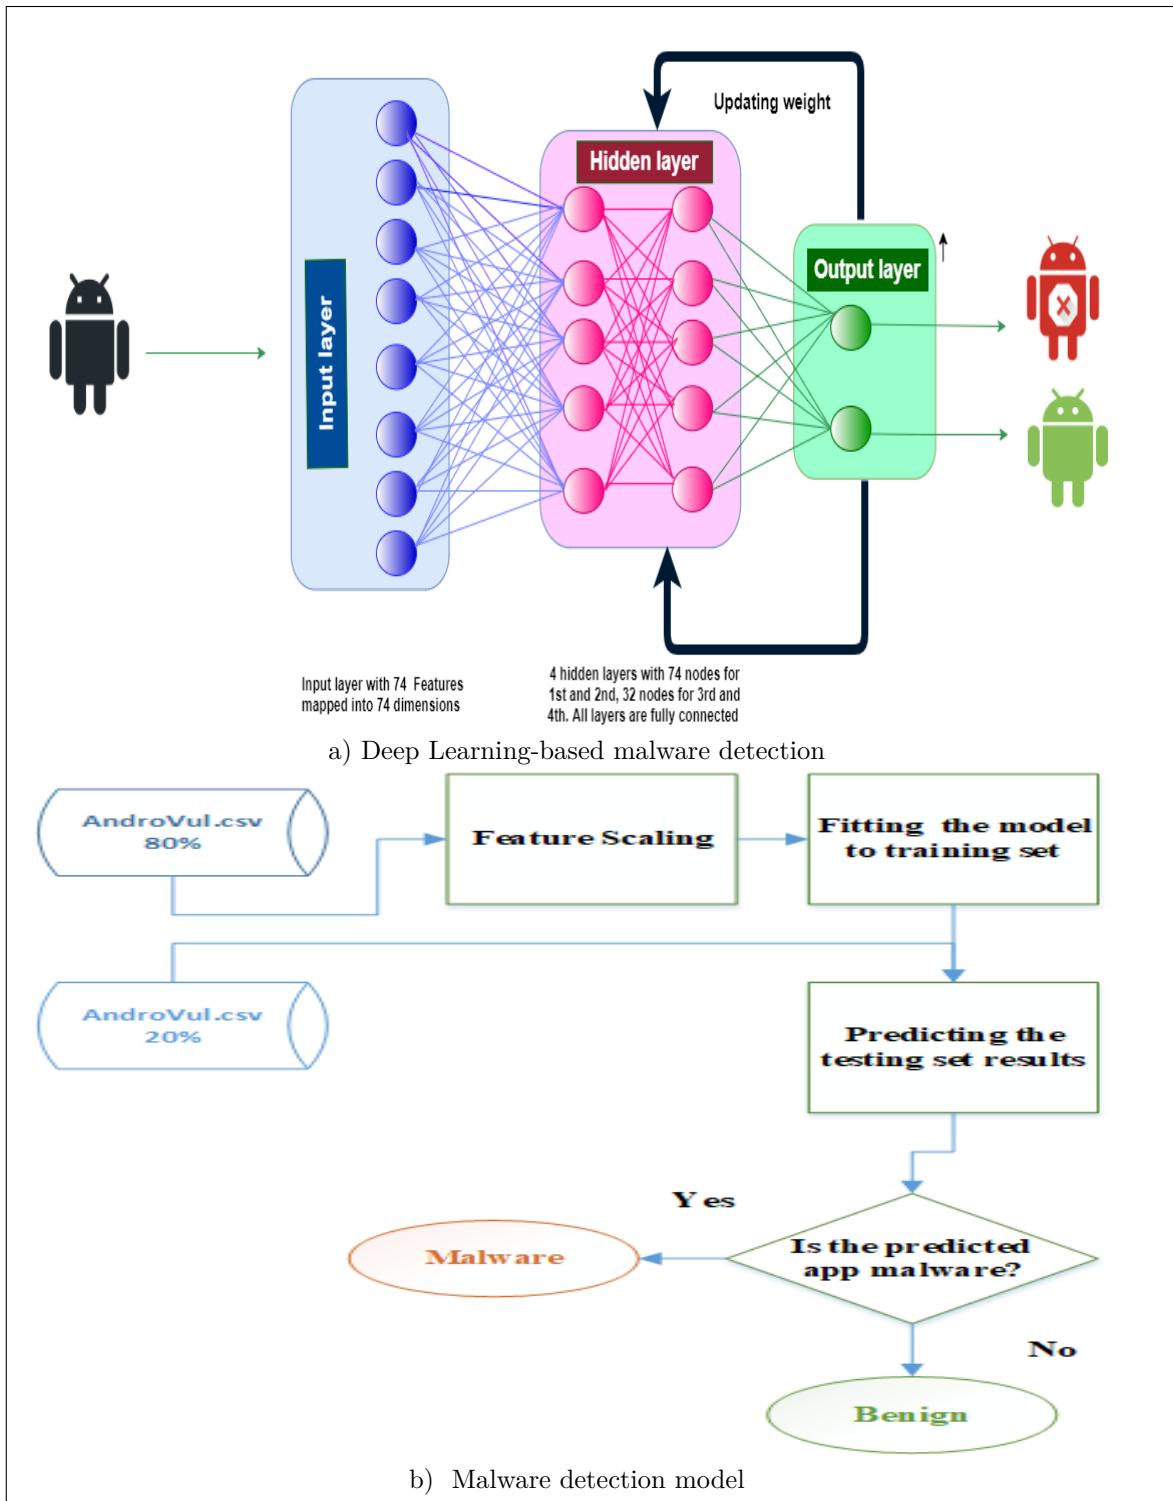 Updating weight
Hidden layer
Output layer
Input layer
Input layer with 74 Features
mapped into 74 dimensions
4 hidden layers with 74 nodes for
1st and 2nd, 32 nodes for 3rd and
4th. All layers are fully connected
a) Deep Learning-based malware detection
AndroVul.csv
80%
Feature Scaling
Fitting the model
to training set
AndroVul.csv
20%
Predicting the
testing set results
Yes
Is the predicted
app malware?
Malware
No
Benign
b) Malware detection model